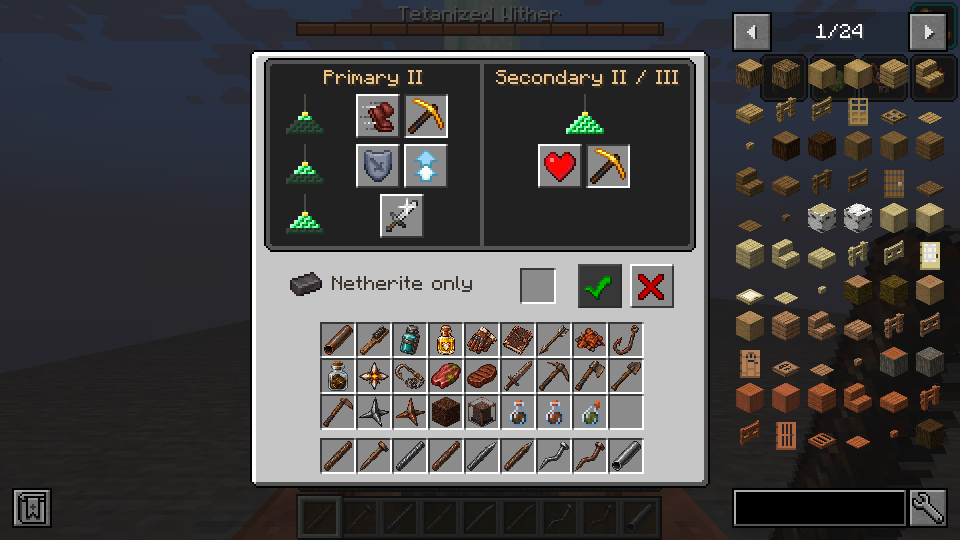 Tetanized Wither
1/24
Primary II
Secondary II / III
Netherite only